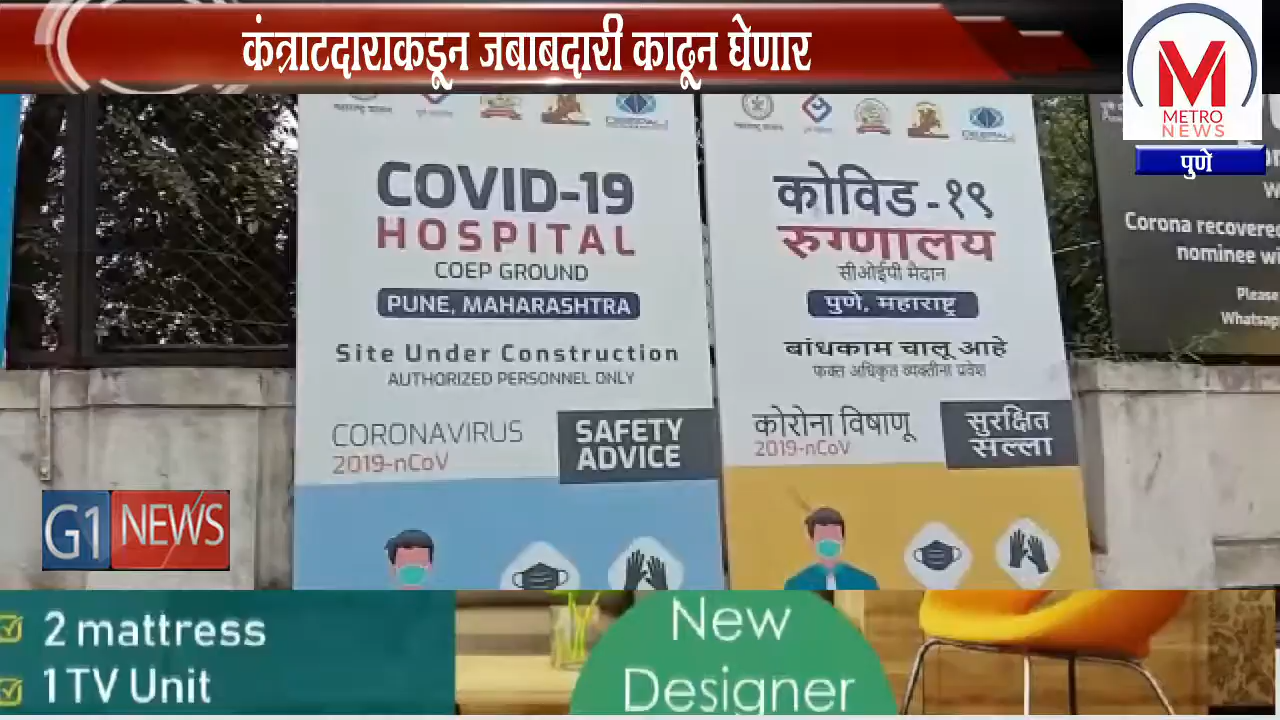 कंत्राटदाराकडून जबाबदारी काढून घेणार
M
METRO
NEWS
पुणे
COVID-19
HOSPITAL
COEP GROUND
PUNE, MAHARASHTRA
Site Under Construction
AUTHORIZED PERSONNEL ONLY
CORONAVIRUS
2019-nCoV
SAFETY
ADVICE
कोविड -१९
रुग्णालय
सीओईपी मैदान
पुणे, महाराष्ट्र
बांधकाम चालू आहे
फक्त अधिकृत व्यक्तींना प्रवेश
कोरोना विषाणू
2019-nCoV
सुरक्षित
सल्ला
Corona recovered
nominee wi
Please
Whatsap
G1 NEWS
2 mattress
1 TV Unit
New
Designer